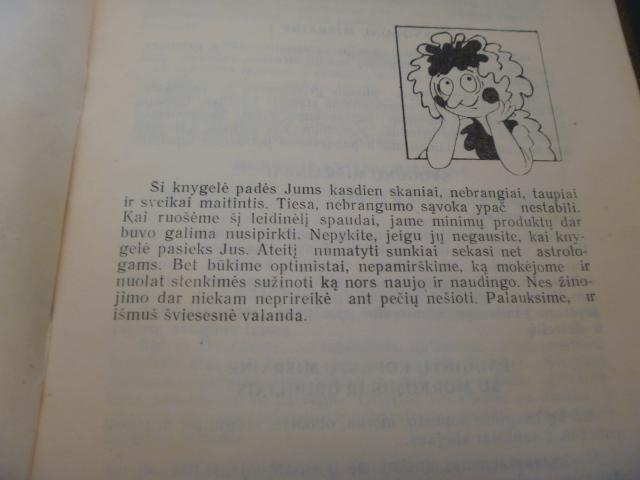 Ši knygelė padės Jums kasdien skaniai, nebrangiai, taupiai
ir sveikai maitintis. Tiesa, nebrangumo sąvoka ypač nestabili.
Kai ruošėme šį leidinėlį spaudai, jame minimų produktų dar
buvo galima nusipirkti. Nepykite, jeigu jų negausite, kai kny-
gelė pasieks Jus. Ateitį numatyti sunkiai sekasi net astrolo-
gams. Bet būkime optimistai, nepamirškime, ką mokėjome ir
nuolat stenkimės sužinoti ką nors naujo ir naudingo. Nes žino-
jimo dar niekam neprireikė ant pečių nešioti. Palauksime, ir
išmuš šviesesnė valanda.